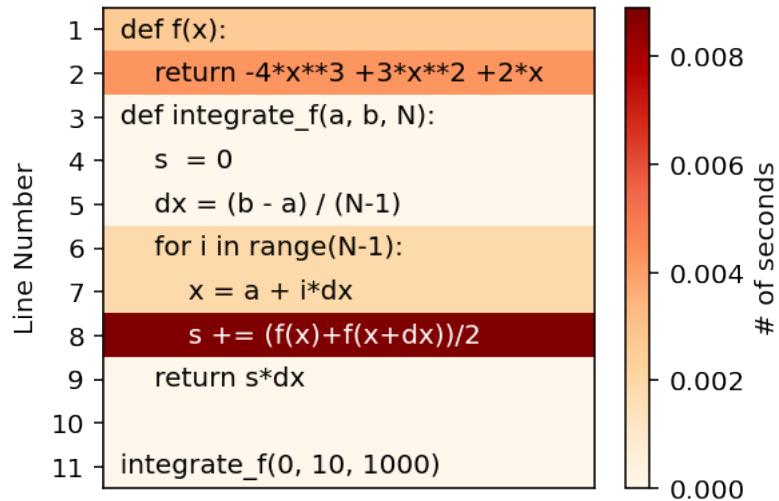 Line Number
1 def f(x):
2 return -4*x**3 +3*x**2 +2*x
3 def integrate_f(a, b, N):
4 s  = 0
5 dx = (b - a) / (N-1)
6 for i in range(N-1):
7 x = a + i*dx
8 s += (f(x)+f(x+dx))/2
9 return s*dx
10
11 integrate_f(0, 10, 1000)
0.008
0.006
0.004
0.002
0.000
# of seconds